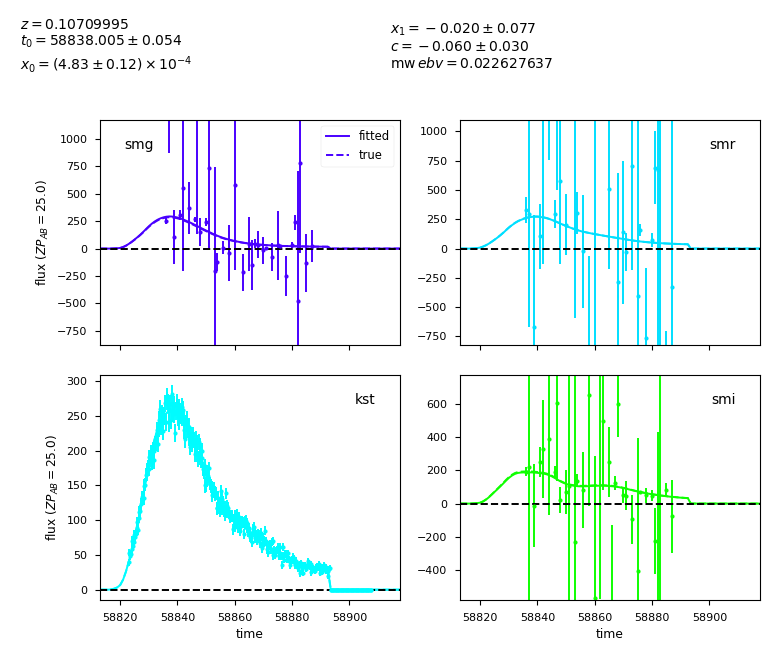 z = 0.10709995
t₀ = 58838.005 ± 0.054
x₀ = (4.83 ± 0.12) × 10⁻⁴
x₁ = −0.020 ± 0.077
c = −0.060 ± 0.030
mw ebv = 0.022627637
smg
fitted
true
1000
750
500
250
0
−250
−500
−750
flux (ZP_AB = 25.0)
smr
1000
750
500
250
0
−250
−500
−750
kst
300
250
200
150
100
50
0
flux (ZP_AB = 25.0)
58820 58840 58860 58880 58900
time
smi
600
400
200
0
−200
−400
58820 58840 58860 58880 58900
time